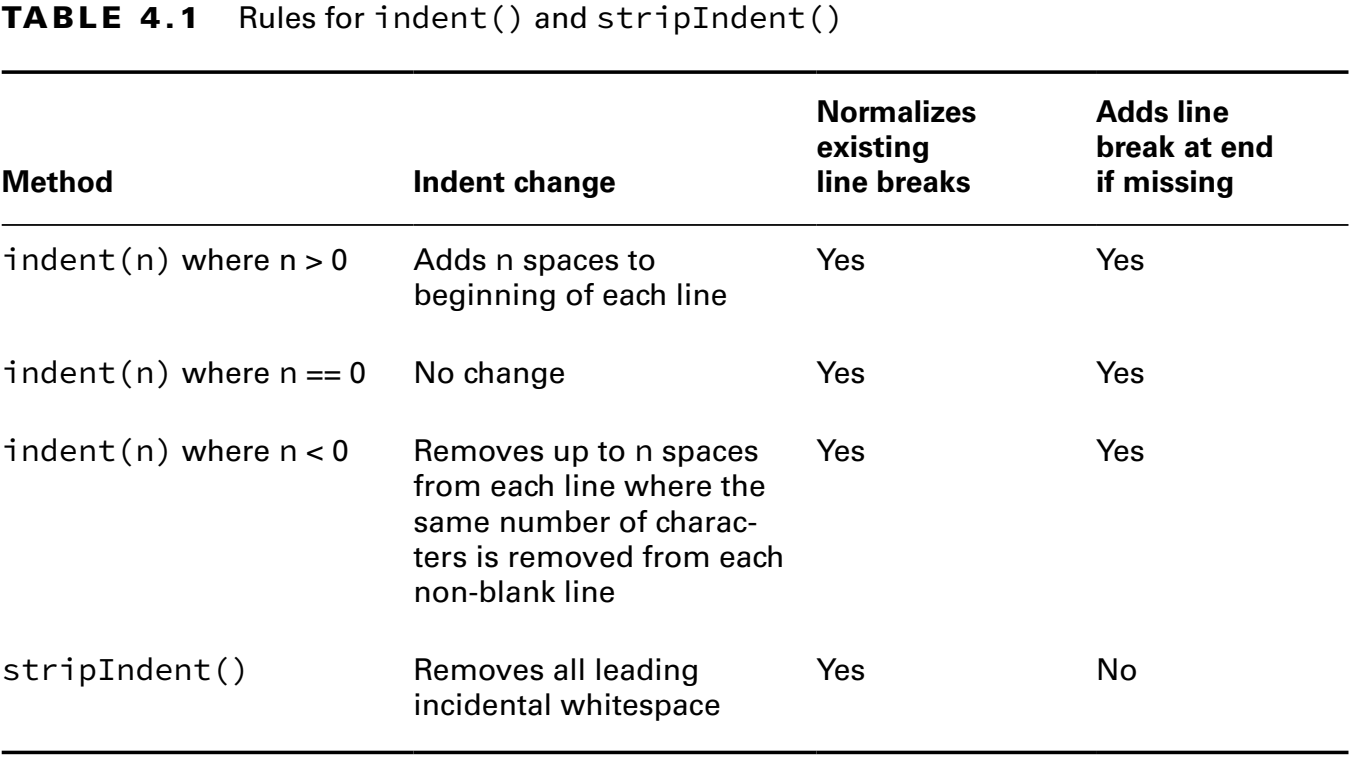 TABLE 4.1 Rules for indent() and stripIndent()
Method Indent change Normalizes existing line breaks Adds line break at end if missing
indent(n) where n > 0 Adds n spaces to Yes Yes
beginning of each line
indent(n) where n == 0 No change Yes Yes
indent(n) where n < 0 Removes up to n spaces Yes Yes
from each line where the
same number of charac-
ters is removed from each
non-blank line
stripIndent() Removes all leading Yes No
incidental whitespace